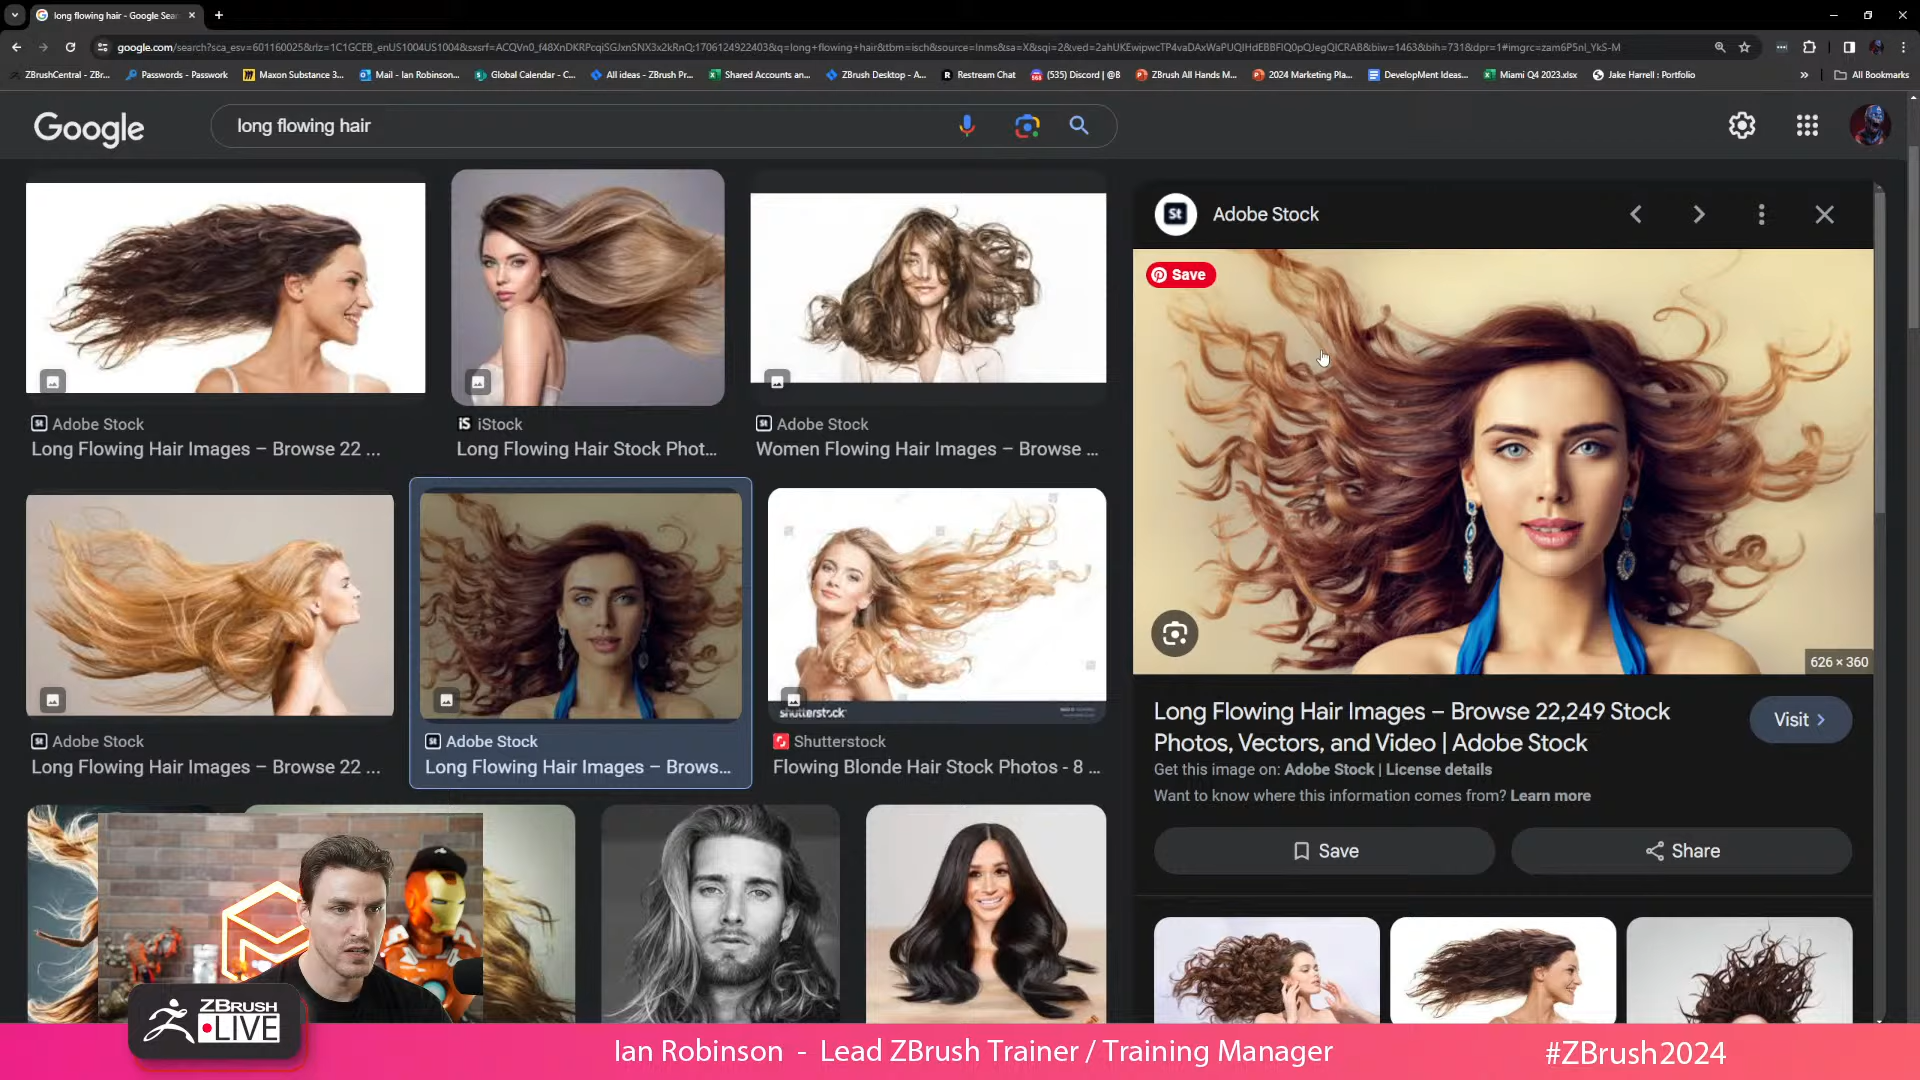 long flowing hair - Google Sear
google.com/search?sca_esv=601160025&rlz=1C1GCEB_enUS1004US1004&sxsrf=ACQVn0_f48XnDKRPcqiSGJxnSNX3x2kRnQ:1706124922403&q=long+flowing+hair&tbm=isch&source=lnms&sa=X&sqi=2&ved=2ahUKEwipwcTP4vaDAxWaPUQIHdEBBFIQ0pQJegQICRAB&biw=1463&bih=731&dpr=1#imgrc=zam6P5nl_YkS-M
ZBrushCentral - ZBr...
Passwords - Passwork
Maxon Substance 3...
Mail - Ian Robinson...
Global Calendar - C...
All ideas - ZBrush Pr...
Shared Accounts an...
ZBrush Desktop - A...
Restream Chat
(535) Discord | @B
ZBrush All Hands M...
2024 Marketing Pla...
DevelopMent Ideas...
Miami Q4 2023.xlsx
Jake Harrell : Portfolio
All Bookmarks
Google
long flowing hair
St Adobe Stock
Save
626 × 360
Adobe Stock
Long Flowing Hair Images – Browse 22 ...
iS iStock
Long Flowing Hair Stock Phot...
Adobe Stock
Women Flowing Hair Images – Browse ...
shutterstock
Adobe Stock
Long Flowing Hair Images – Browse 22 ...
Adobe Stock
Long Flowing Hair Images – Brows...
Shutterstock
Flowing Blonde Hair Stock Photos - 8 ...
Long Flowing Hair Images – Browse 22,249 Stock
Photos, Vectors, and Video | Adobe Stock
Visit
Get this image on: Adobe Stock | License details
Want to know where this information comes from? Learn more
Save
Share
ZBRUSH
LIVE
Ian Robinson - Lead ZBrush Trainer / Training Manager
#ZBrush2024